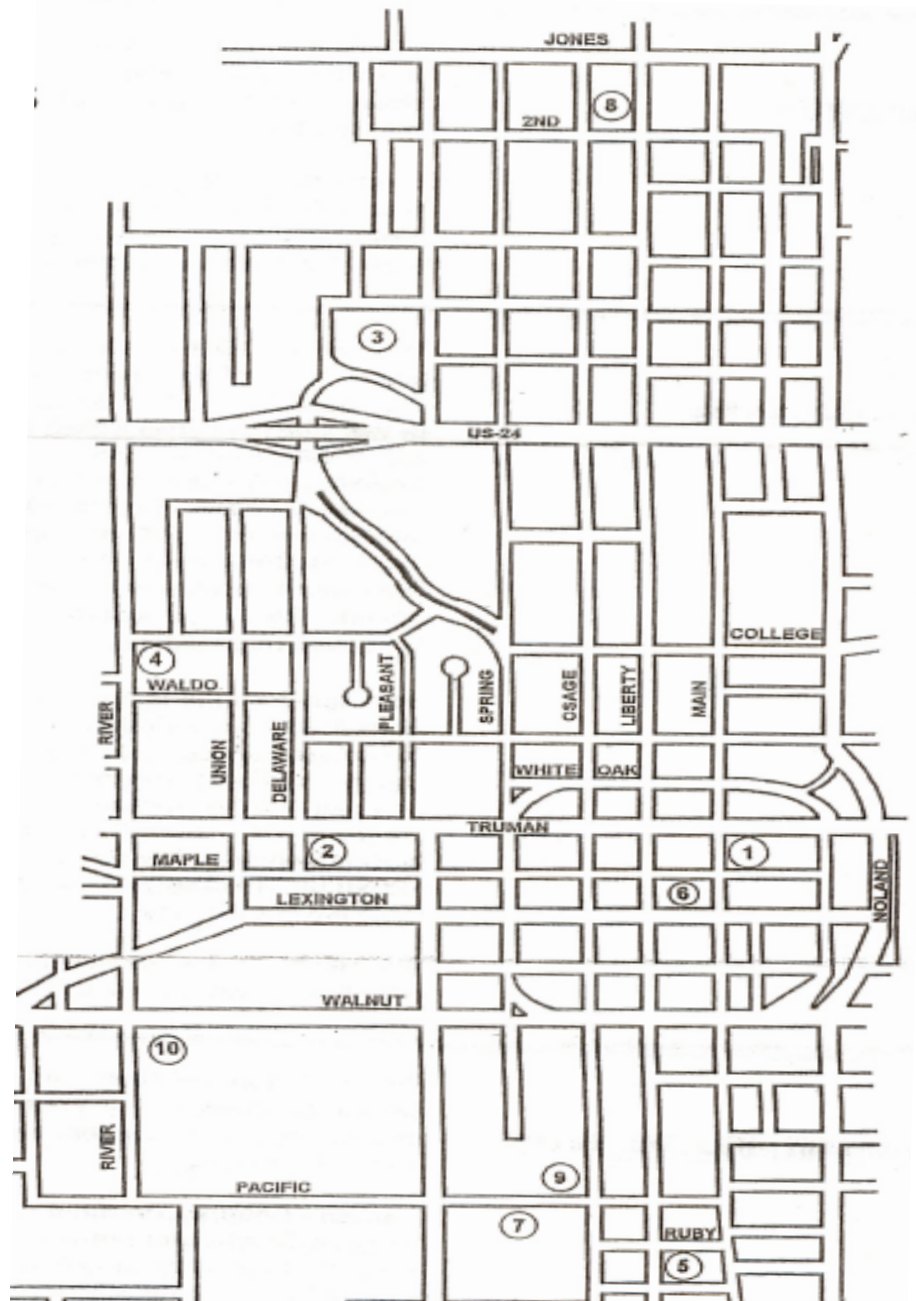 JONES
8
2ND
3
US-24
COLLEGE
4
WALDO
PLEASANT
SPRING
OSAGE
LIBERTY
MAIN
RIVER
UNION
DELAWARE
WHITE OAK
TRUMAN
2
1
MAPLE
6
LEXINGTON
NOLAND
WALNUT
10
RIVER
PACIFIC
9
7
RUBY
5